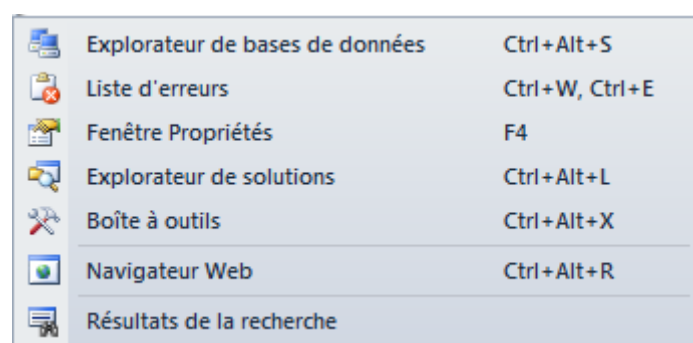 Explorateur de bases de données Ctrl+Alt+S
Liste d'erreurs Ctrl+W, Ctrl+E
Fenêtre Propriétés F4
Explorateur de solutions Ctrl+Alt+L
Boîte à outils Ctrl+Alt+X
Navigateur Web Ctrl+Alt+R
Résultats de la recherche